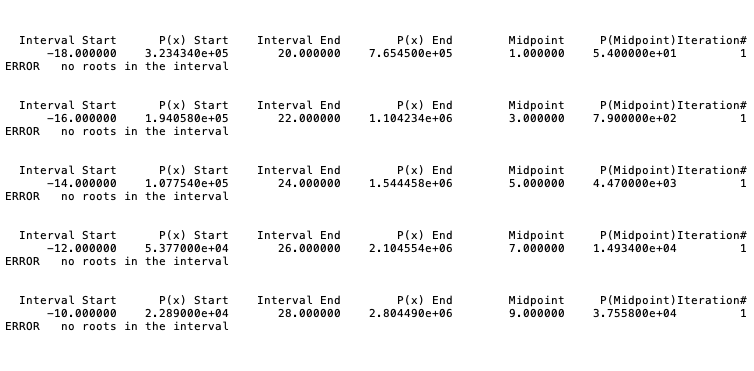 Interval Start P(x) Start Interval End P(x) End Midpoint P(Midpoint)Iteration#
−18.000000 3.234340e+05 20.000000 7.654500e+05 1.000000 5.400000e+01 1
ERROR no roots in the interval
Interval Start P(x) Start Interval End P(x) End Midpoint P(Midpoint)Iteration#
−16.000000 1.940580e+05 22.000000 1.104234e+06 3.000000 7.900000e+02 1
ERROR no roots in the interval
Interval Start P(x) Start Interval End P(x) End Midpoint P(Midpoint)Iteration#
−14.000000 1.077540e+05 24.000000 1.544458e+06 5.000000 4.470000e+03 1
ERROR no roots in the interval
Interval Start P(x) Start Interval End P(x) End Midpoint P(Midpoint)Iteration#
−12.000000 5.377000e+04 26.000000 2.104554e+06 7.000000 1.493400e+04 1
ERROR no roots in the interval
Interval Start P(x) Start Interval End P(x) End Midpoint P(Midpoint)Iteration#
−10.000000 2.289000e+04 28.000000 2.804490e+06 9.000000 3.755800e+04 1
ERROR no roots in the interval